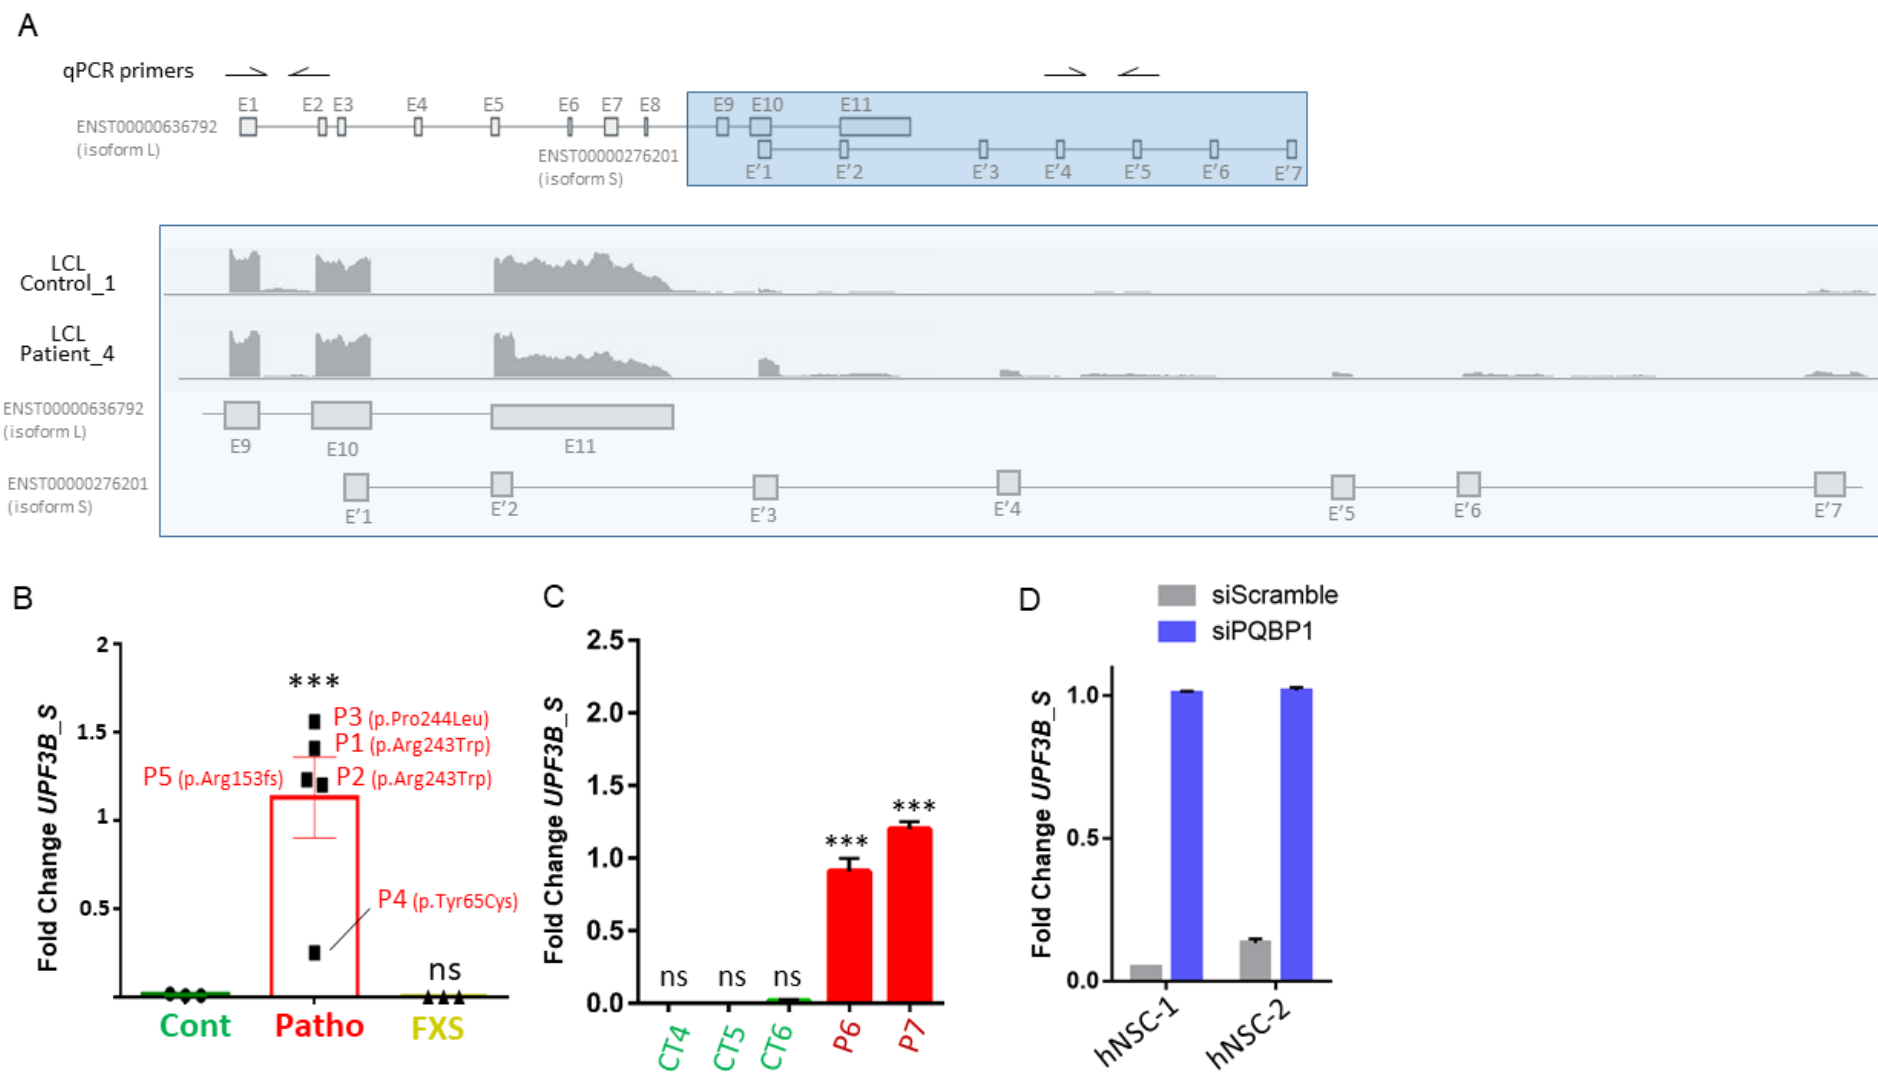 A
qPCR primers
E1 E2 E3 E4 E5 E6 E7 E8 E9 E10 E11
ENST00000636792
(isoform L)
ENST00000276201
(isoform S)
E'1 E'2 E'3 E'4 E'5 E'6 E'7
LCL
Control_1
LCL
Patient_4
ENST00000636792
(isoform L)
E9 E10 E11
ENST00000276201
(isoform S)
E'1 E'2 E'3 E'4 E'5 E'6 E'7
B
Fold Change UPF3B_S
2
1.5
1
0.5
***
P3 (p.Pro244Leu)
P1 (p.Arg243Trp)
P5 (p.Arg153fs) P2 (p.Arg243Trp)
P4 (p.Tyr65Cys)
ns
Cont Patho FXS
C
Fold Change UPF3B_S
2.5
2.0
1.5
1.0
0.5
0.0
ns ns ns *** ***
CT4 CT5 CT6 P6 P7
D
siScramble
siPQBP1
Fold Change UPF3B_S
1.0
0.5
0.0
hNSC-1 hNSC-2